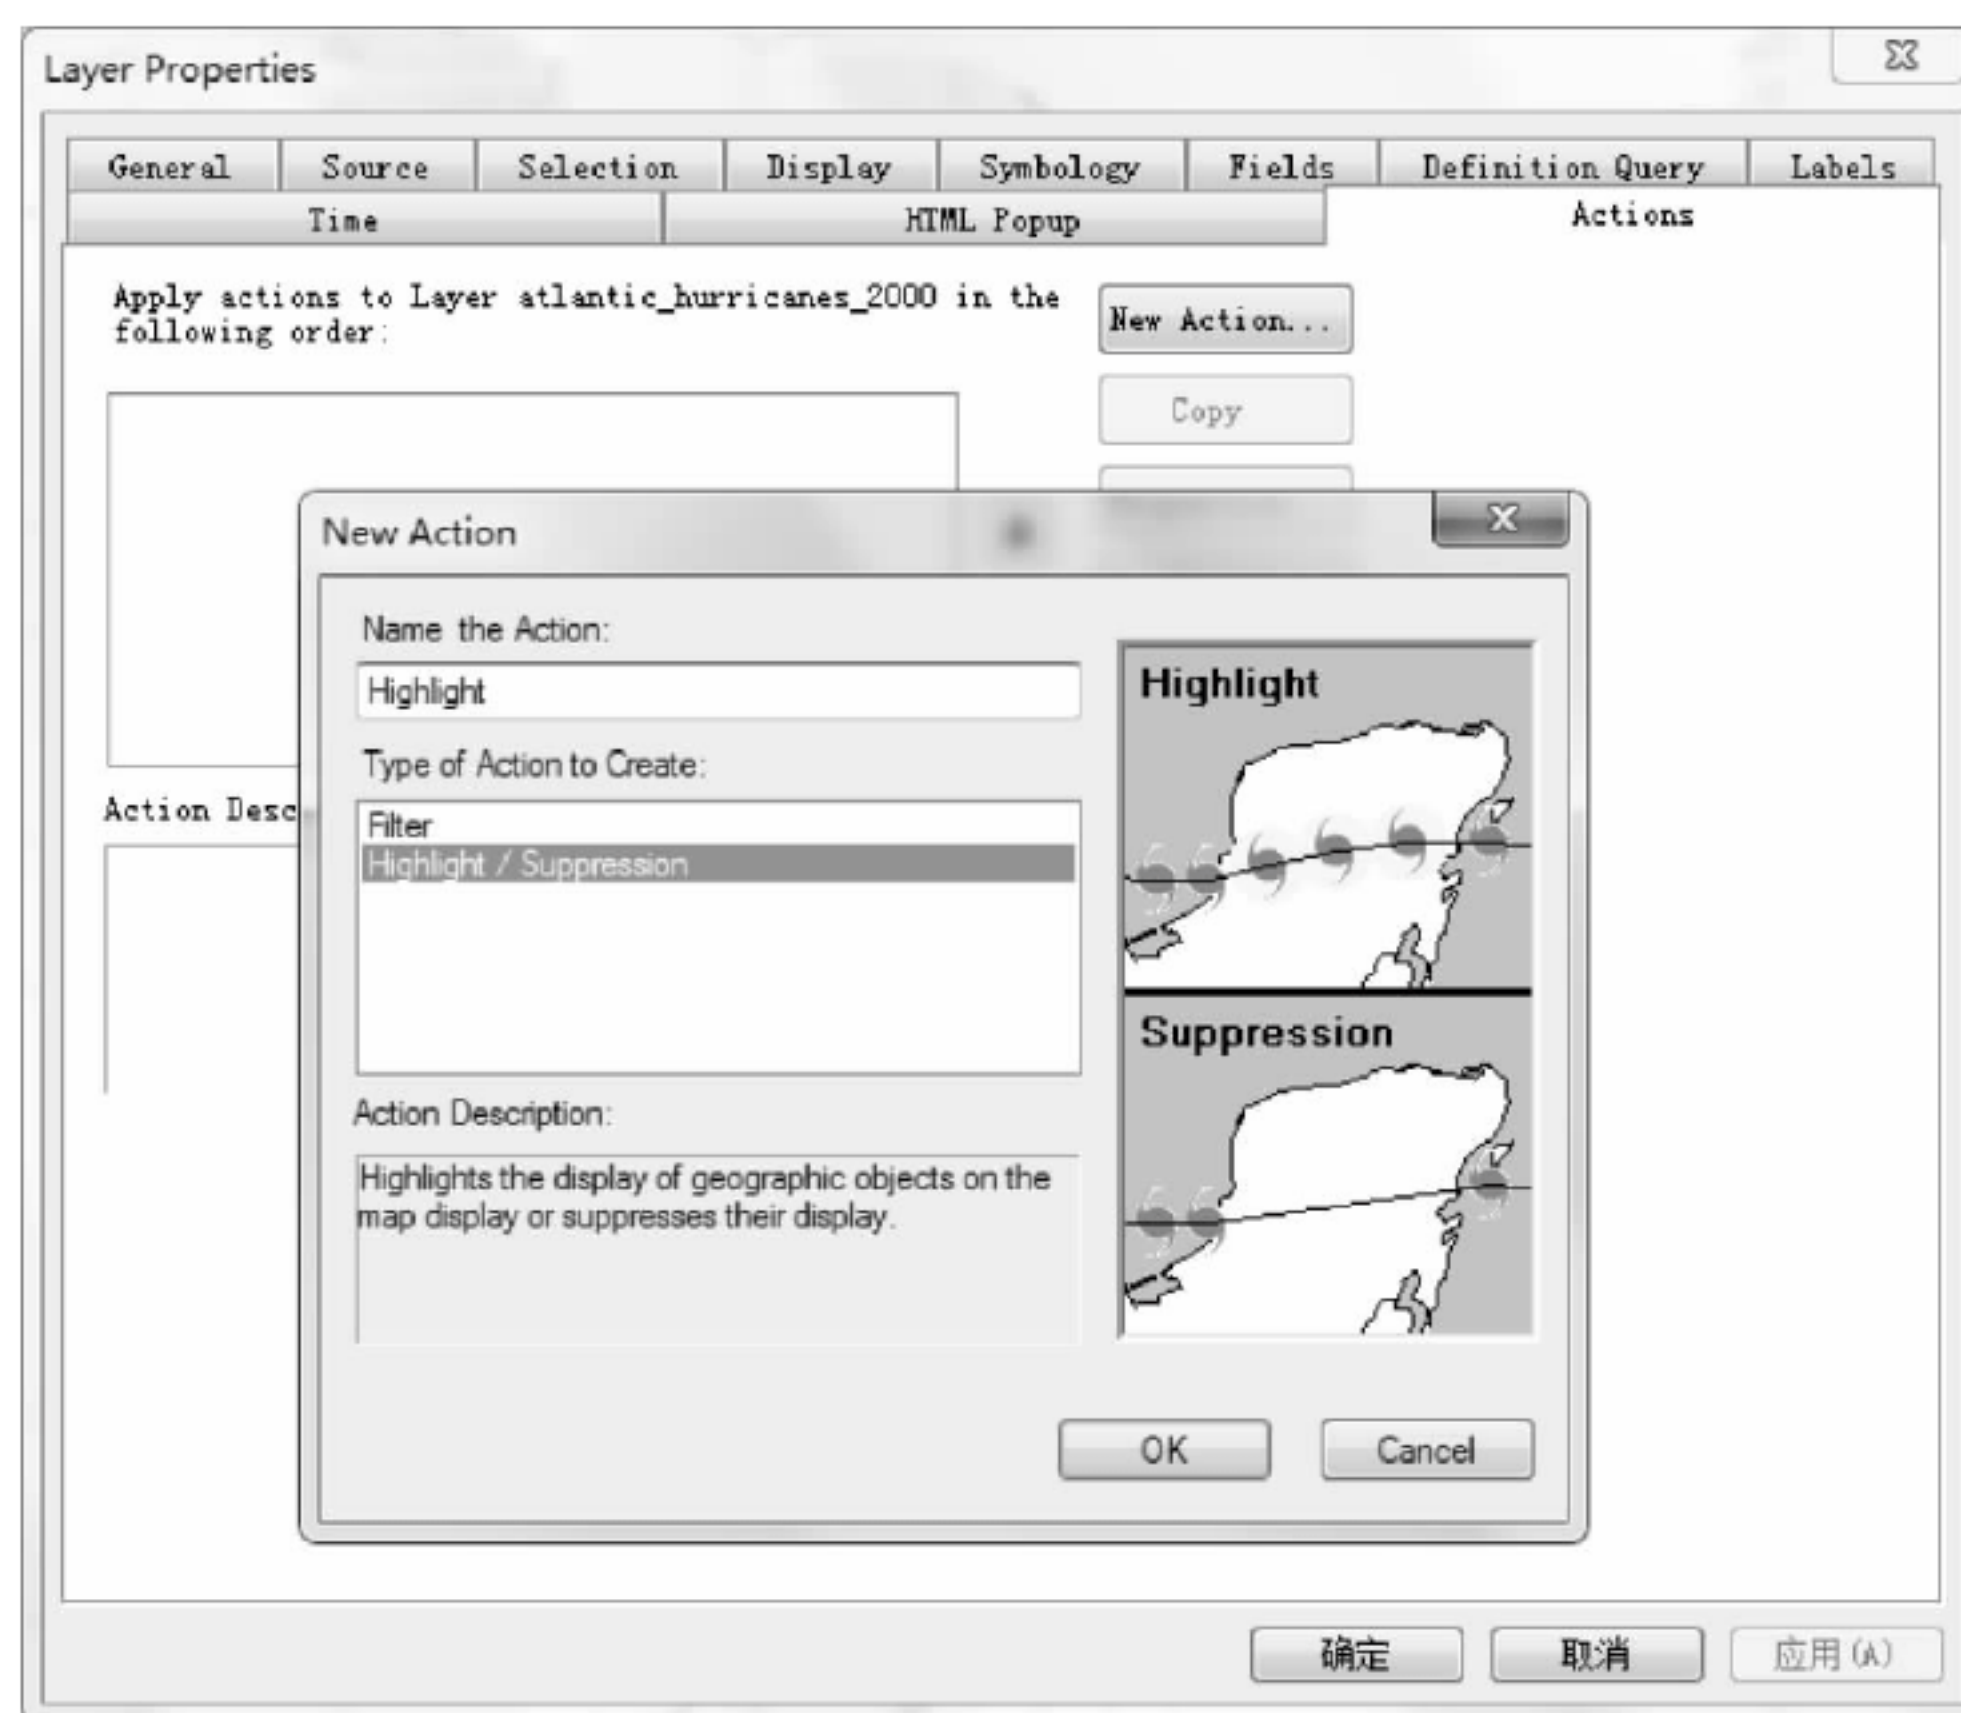 Layer Properties
General Source Selection Display Symbology Fields Definition Query Labels
Time HTML Popup Actions
Apply actions to Layer atlantic_hurricanes_2000 in the
following order:
New Action...
Copy
New Action
Name the Action:
Highlight
Type of Action to Create:
Filter
Highlight / Suppression
Action Description:
Highlights the display of geographic objects on the
map display or suppresses their display.
Highlight
Suppression
OK Cancel
Action Desc
确定 取消 应用(A)